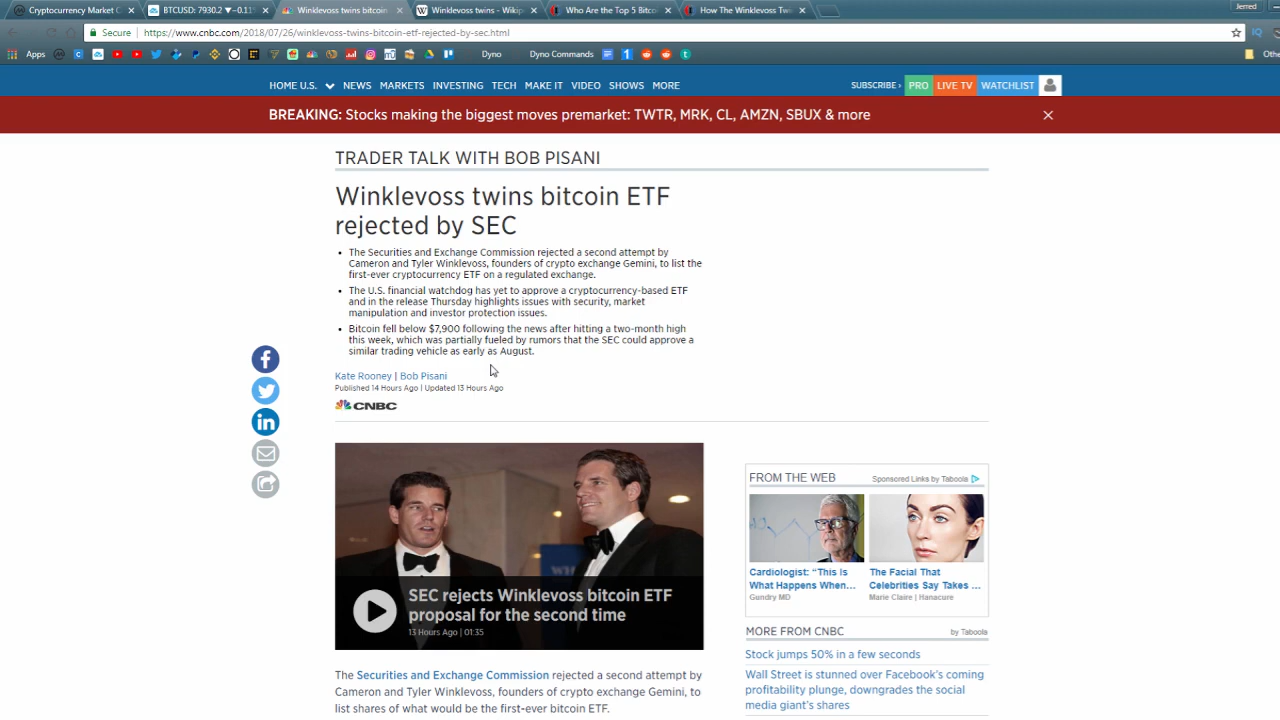 Cryptocurrency Market C
BTCUSD: 7930.2 ▼−0.11
Winklevoss twins bitcoin
Winklevoss twins - Wikip
Who Are the Top 5 Bitco
How The Winklevoss Tw
Jerred
Secure
https://www.cnbc.com/2018/07/26/winklevoss-twins-bitcoin-etf-rejected-by-sec.html
Apps
Dyno
Dyno Commands
Othe
HOME U.S.
NEWS
MARKETS
INVESTING
TECH
MAKE IT
VIDEO
SHOWS
MORE
SUBSCRIBE ›
PRO
LIVE TV
WATCHLIST
BREAKING: Stocks making the biggest moves premarket: TWTR, MRK, CL, AMZN, SBUX & more
TRADER TALK WITH BOB PISANI
Winklevoss twins bitcoin ETF
rejected by SEC
• The Securities and Exchange Commission rejected a second attempt by
Cameron and Tyler Winklevoss, founders of crypto exchange Gemini, to list the
first-ever cryptocurrency ETF on a regulated exchange.
• The U.S. financial watchdog has yet to approve a cryptocurrency-based ETF
and in the release Thursday highlights issues with security, market
manipulation and investor protection issues.
• Bitcoin fell below $7,900 following the news after hitting a two-month high
this week, which was partially fueled by rumors that the SEC could approve a
similar trading vehicle as early as August.
Kate Rooney | Bob Pisani
Published 14 Hours Ago | Updated 13 Hours Ago
CNBC
SEC rejects Winklevoss bitcoin ETF
proposal for the second time
13 Hours Ago | 01:35
The Securities and Exchange Commission rejected a second attempt by
Cameron and Tyler Winklevoss, founders of crypto exchange Gemini, to
list shares of what would be the first-ever bitcoin ETF.
FROM THE WEB
Sponsored Links by Taboola
Cardiologist: “This Is
What Happens When...
Gundry MD
The Facial That
Celebrities Say Takes ...
Marie Claire | Hanacure
MORE FROM CNBC
by Taboola
Stock jumps 50% in a few seconds
Wall Street is stunned over Facebook's coming
profitability plunge, downgrades the social
media giant's shares